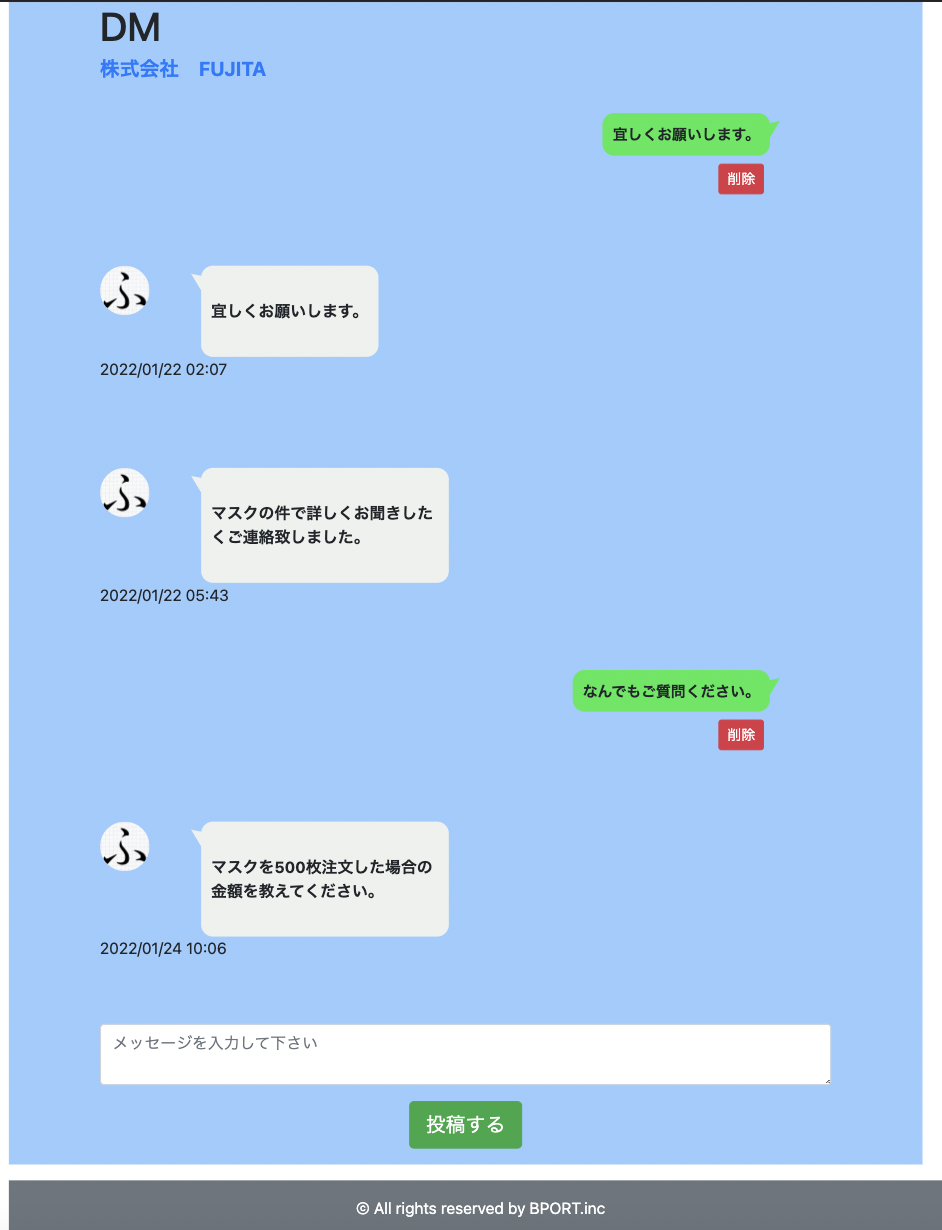 DM
株式会社　FUJITA
宜しくお願いします。
削除
ふ
宜しくお願いします。
2022/01/22 02:07
ふ
マスクの件で詳しくお聞きした
くご連絡致しました。
2022/01/22 05:43
なんでもご質問ください。
削除
ふ
マスクを500枚注文した場合の
金額を教えてください。
2022/01/24 10:06
メッセージを入力して下さい
投稿する
© All rights reserved by BPORT.inc